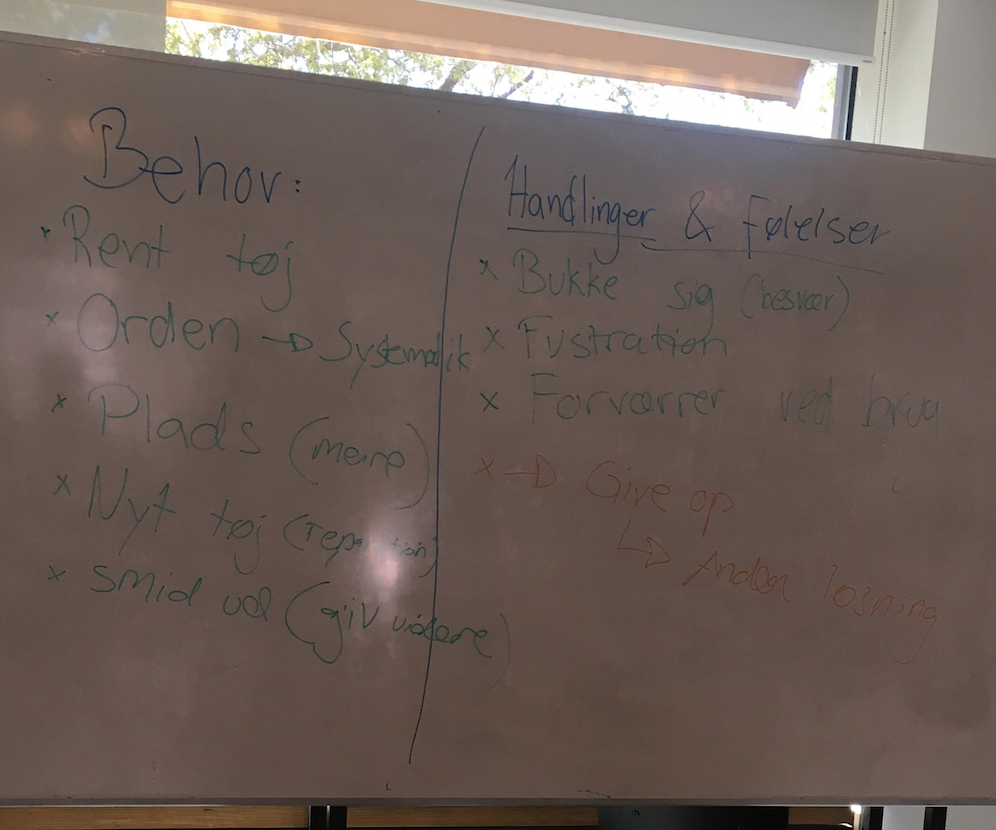 Behov:
× Rent tøj
× Orden → Systematik
× Plads (mere)
× Nyt tøj (reparation)
× smid ud (giv videre)
Handlinger & Følelser
× Bukke sig (besvær)
× Fustration
× Forværrer ved brug
× → Give op
↳ Anden løsning